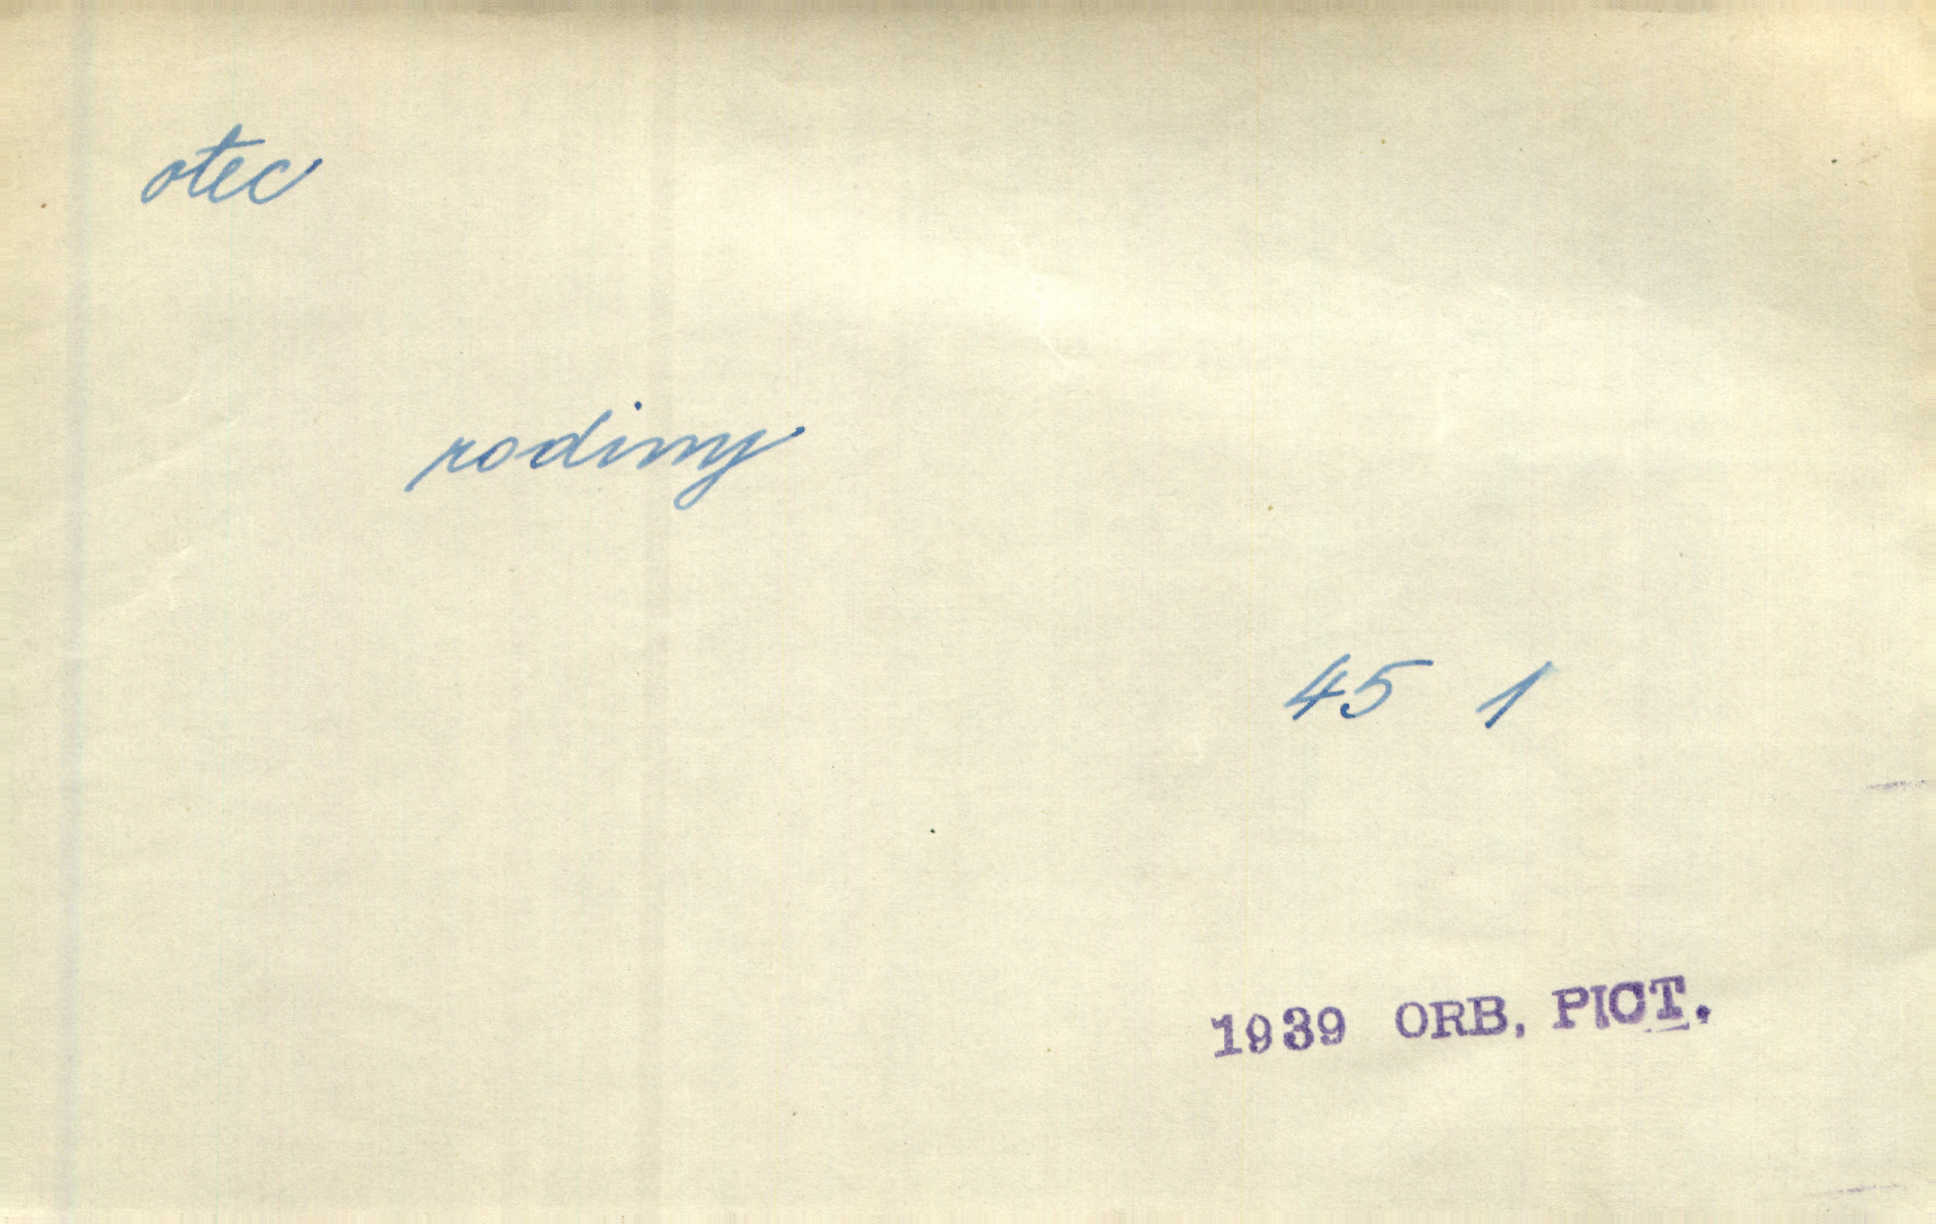 otec
rodiny
45 1
1939 ORB. PICT.